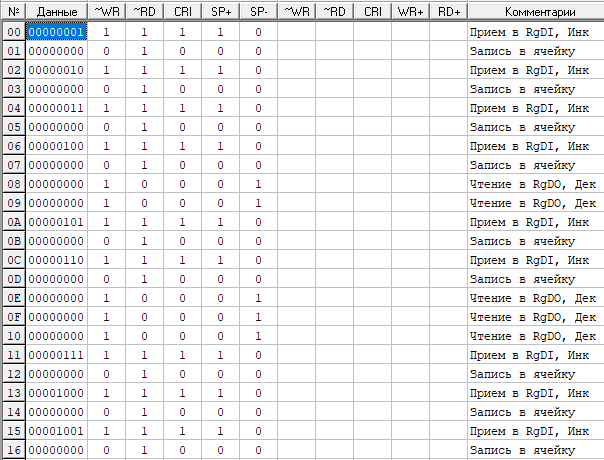 № Данные ~WR ~RD CRI SP+ SP- ~WR ~RD CRI WR+ RD+ Комментарии
00 00000001 1 1 1 1 0 Прием в RgDI, Инк
01 00000000 0 1 0 0 0 Запись в ячейку
02 00000010 1 1 1 1 0 Прием в RgDI, Инк
03 00000000 0 1 0 0 0 Запись в ячейку
04 00000011 1 1 1 1 0 Прием в RgDI, Инк
05 00000000 0 1 0 0 0 Запись в ячейку
06 00000100 1 1 1 1 0 Прием в RgDI, Инк
07 00000000 0 1 0 0 0 Запись в ячейку
08 00000000 1 0 0 0 1 Чтение в RgDO, Дек
09 00000000 1 0 0 0 1 Чтение в RgDO, Дек
0A 00000101 1 1 1 1 0 Прием в RgDI, Инк
0B 00000000 0 1 0 0 0 Запись в ячейку
0C 00000110 1 1 1 1 0 Прием в RgDI, Инк
0D 00000000 0 1 0 0 0 Запись в ячейку
0E 00000000 1 0 0 0 1 Чтение в RgDO, Дек
0F 00000000 1 0 0 0 1 Чтение в RgDO, Дек
10 00000000 1 0 0 0 1 Чтение в RgDO, Дек
11 00000111 1 1 1 1 0 Прием в RgDI, Инк
12 00000000 0 1 0 0 0 Запись в ячейку
13 00001000 1 1 1 1 0 Прием в RgDI, Инк
14 00000000 0 1 0 0 0 Запись в ячейку
15 00001001 1 1 1 1 0 Прием в RgDI, Инк
16 00000000 0 1 0 0 0 Запись в ячейку